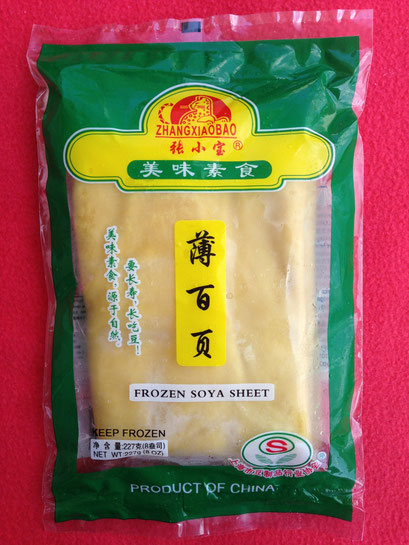 ZHANGXIAOBAO
张小宝®
美味素食
薄百页
要长寿,长吃豆!
美味素食,源于自然.
FROZEN SOYA SHEET
KEEP FROZEN
净含量:227克(8盎司)
NET WT:227g (8 OZ)
S
PRODUCT OF CHINA